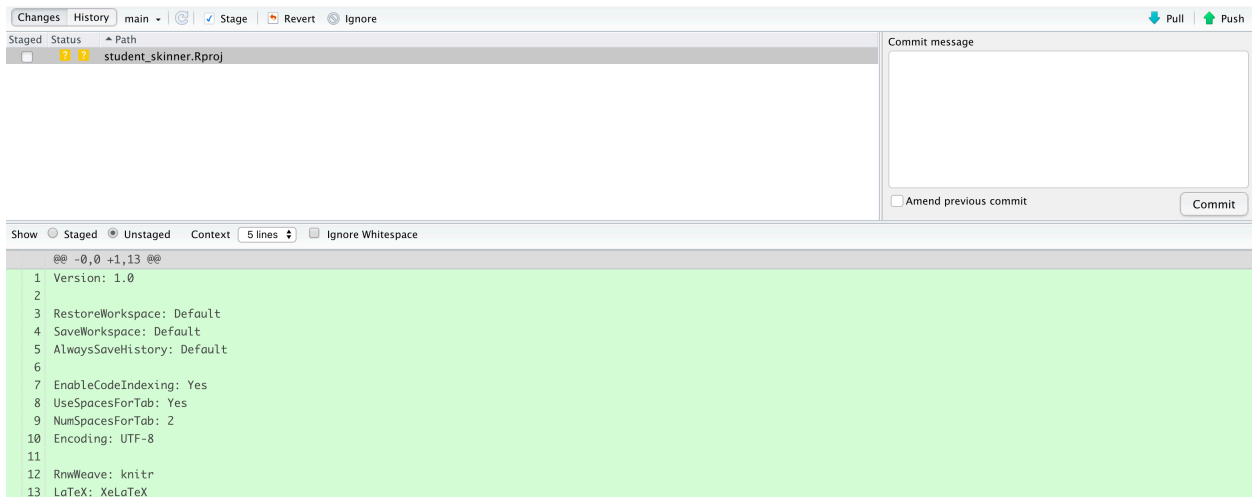 Changes History main Stage Revert Ignore Pull Push
Staged Status Path Commit message
? ? student_skinner.Rproj
Amend previous commit Commit
Show Staged Unstaged Context 5 lines Ignore Whitespace
@@ -0,0 +1,13 @@
1 Version: 1.0
2
3 RestoreWorkspace: Default
4 SaveWorkspace: Default
5 AlwaysSaveHistory: Default
6
7 EnableCodeIndexing: Yes
8 UseSpacesForTab: Yes
9 NumSpacesForTab: 2
10 Encoding: UTF-8
11
12 RnwWeave: knitr
13 LaTeX: XeLaTeX